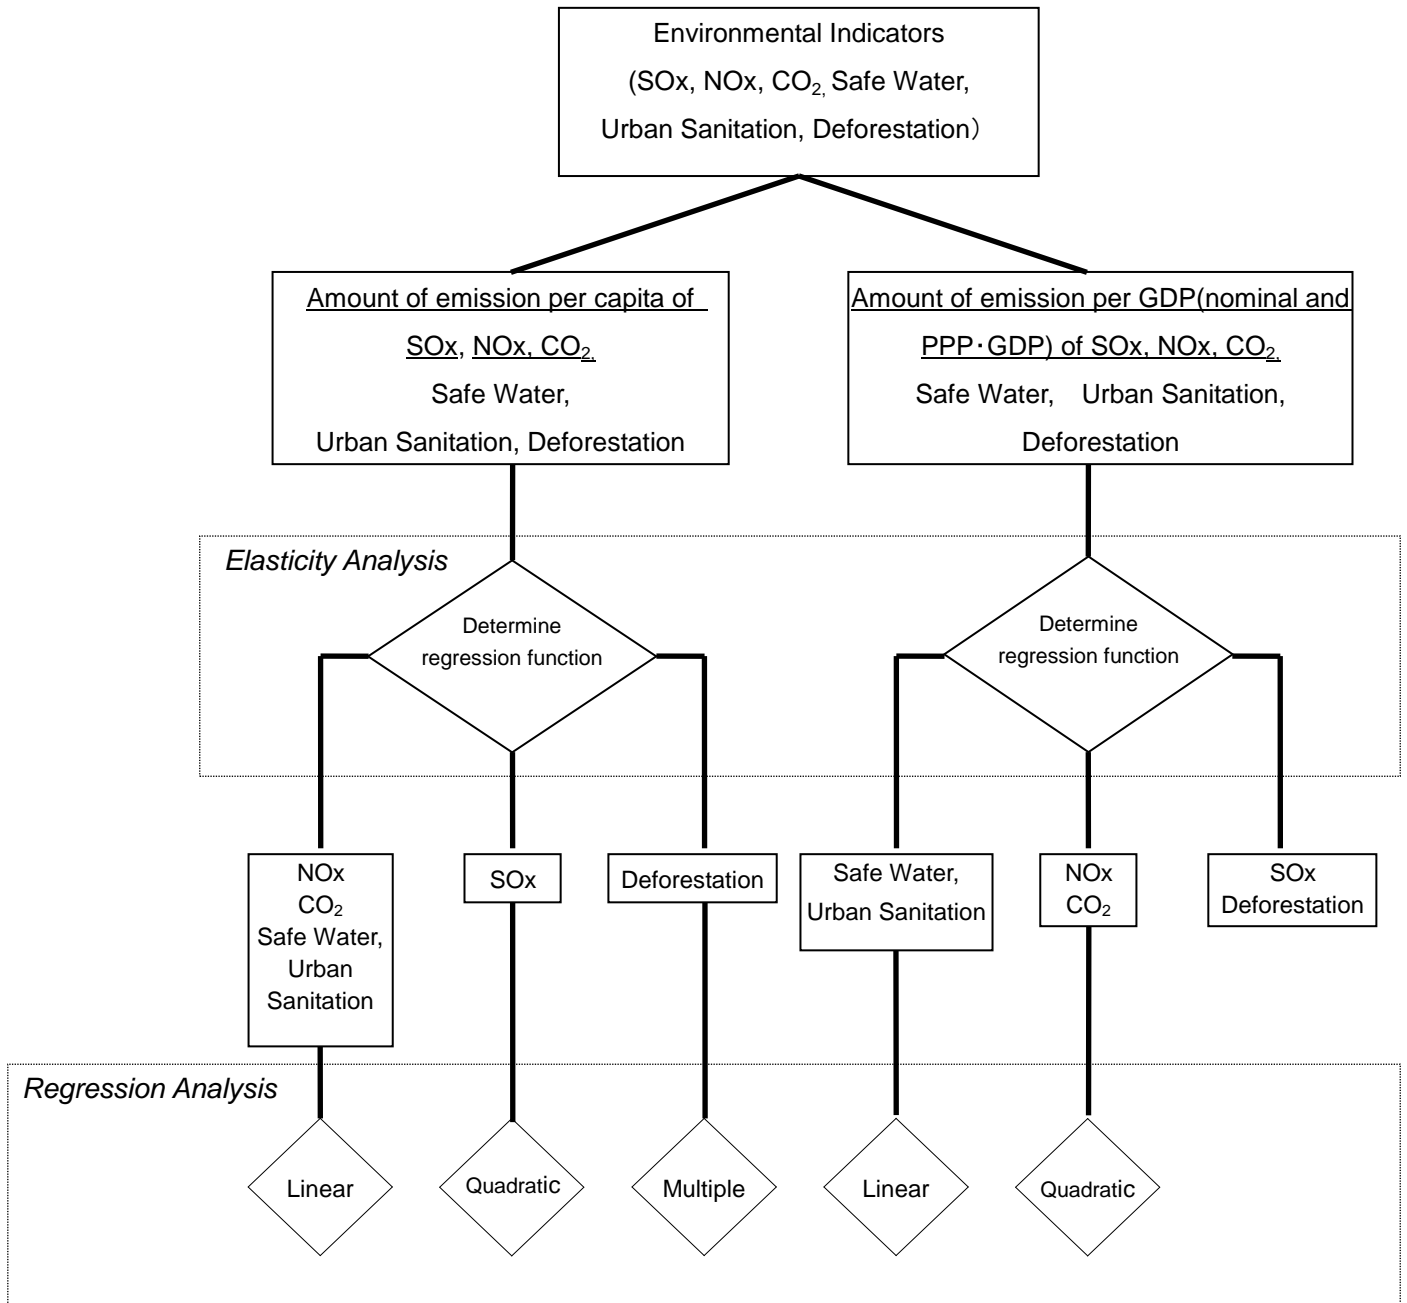 Environmental Indicators
(SOx, NOx, CO₂, Safe Water,
Urban Sanitation, Deforestation）
Amount of emission per capita of
SOx, NOx, CO₂,
Safe Water,
Urban Sanitation, Deforestation
Amount of emission per GDP(nominal and
PPP･GDP) of SOx, NOx, CO₂,
Safe Water, Urban Sanitation,
Deforestation
Elasticity Analysis
Determine
regression function
Determine
regression function
NOx
CO₂
Safe Water,
Urban
Sanitation
SOx
Deforestation
Safe Water,
Urban Sanitation
NOx
CO₂
SOx
Deforestation
Regression Analysis
Linear
Quadratic
Multiple
Linear
Quadratic